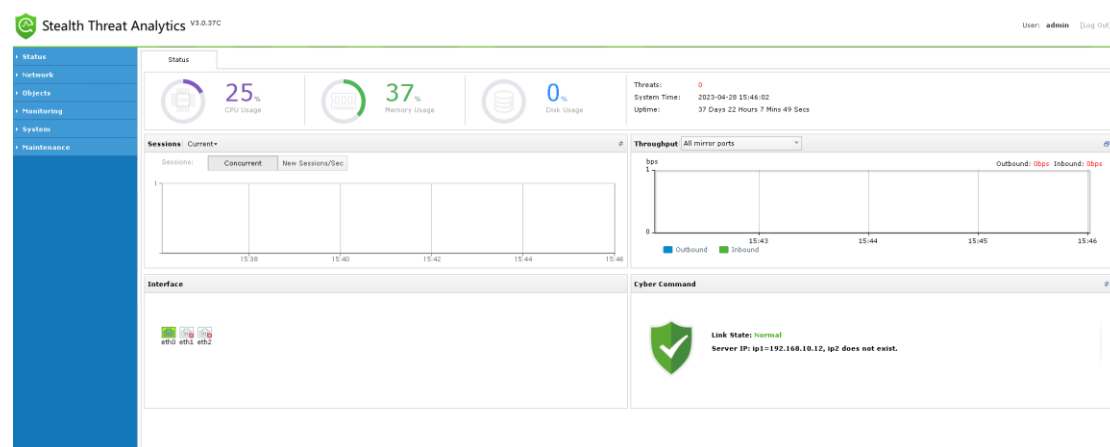 Stealth Threat Analytics V3.0.37C
User: admin [Log Out]
Status
Network
Objects
Monitoring
System
Maintenance
Status
25%
CPU Usage
37%
Memory Usage
0%
Disk Usage
Threats: 0
System Time: 2023-04-28 15:46:02
Uptime: 37 Days 22 Hours 7 Mins 49 Secs
Sessions Current
Sessions: Concurrent New Sessions/Sec
1
15:38 15:40 15:42 15:44 15:46
Throughput All mirror ports
bps
Outbound: 0bps Inbound: 0bps
1
0
15:43 15:44 15:45 15:46
Outbound Inbound
Interface
eth0 eth1 eth2
Cyber Command
Link State: Normal
Server IP: ip1=192.168.10.12, ip2 does not exist.